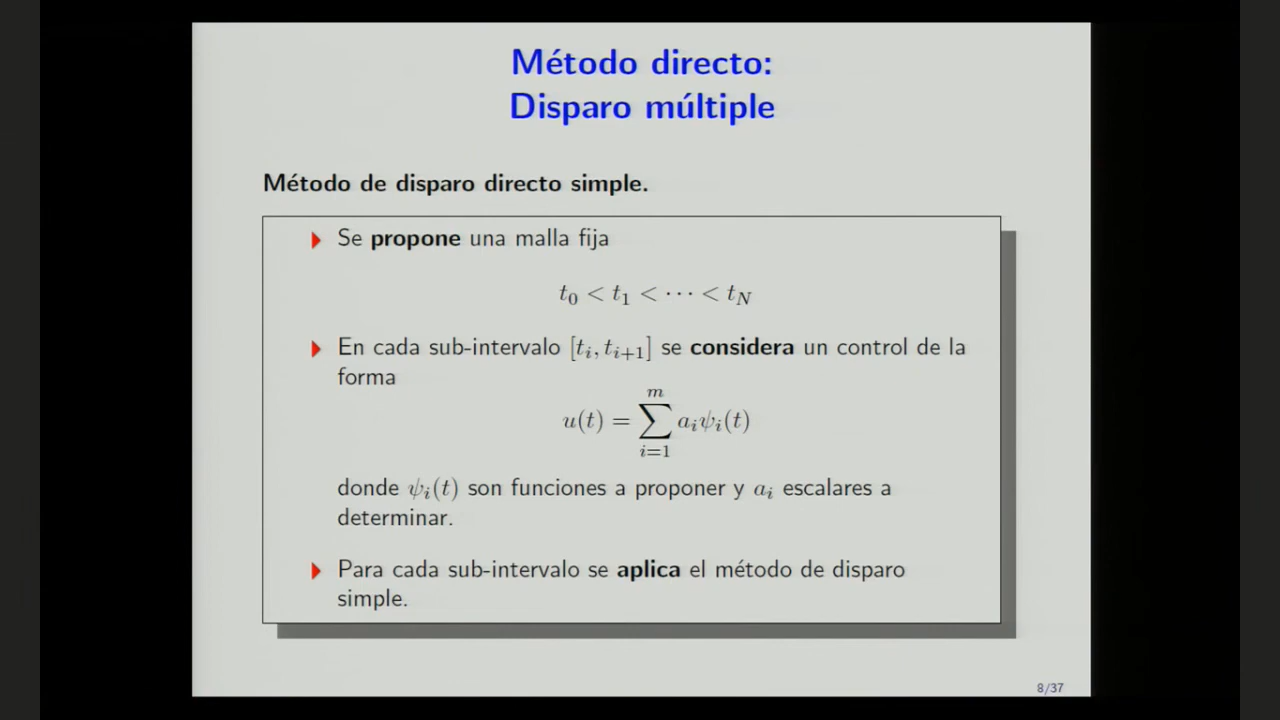 Método directo:
Disparo múltiple
Método de disparo directo simple.
Se propone una malla fija
t_0 < t_1 < ⋯ < t_N
En cada sub-intervalo [t_i, t_{i+1}] se considera un control de la
forma
u(t) = \sum_{i=1}^{m} a_i ψ_i(t)
donde ψ_i(t) son funciones a proponer y a_i escalares a
determinar.
Para cada sub-intervalo se aplica el método de disparo
simple.
8/37